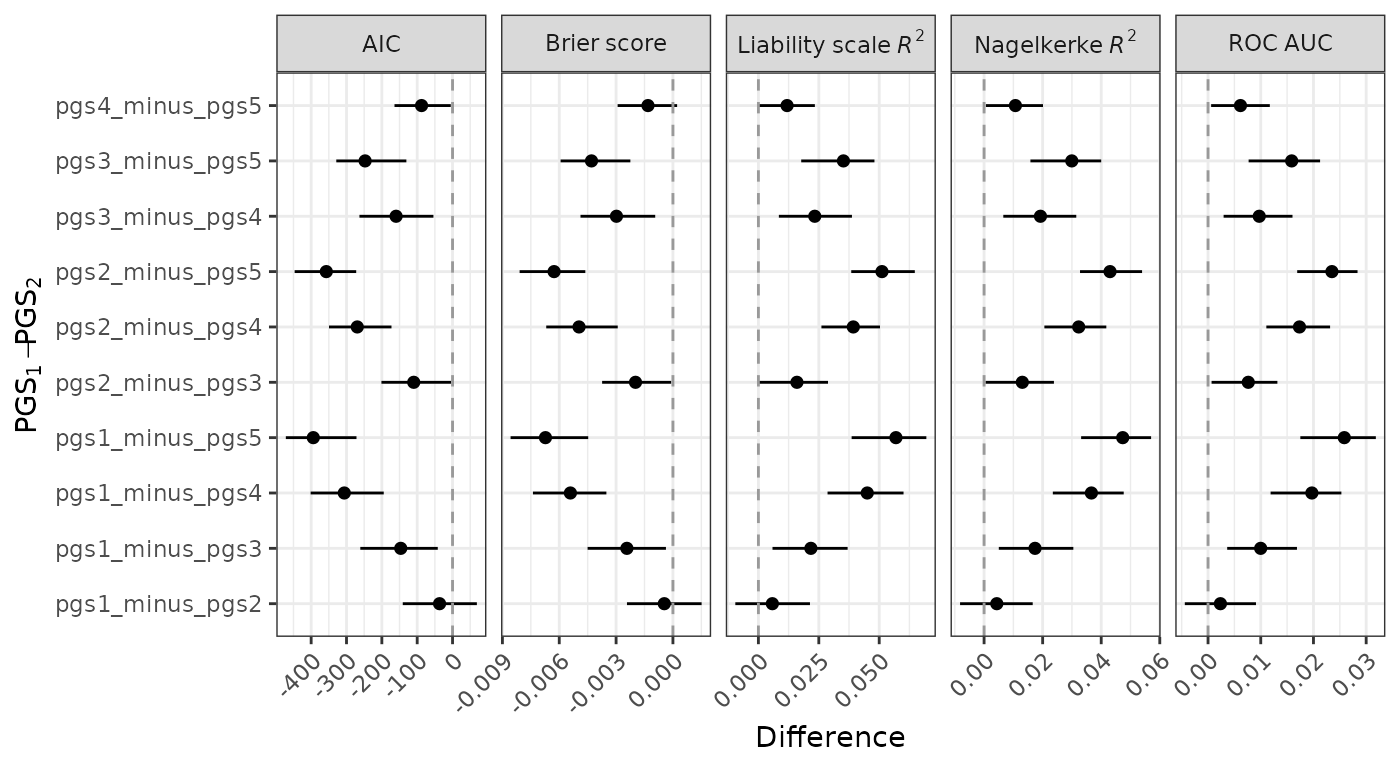 AIC
Brier score
Liability scale R²
Nagelkerke R²
ROC AUC
PGS₁ –PGS₂
pgs4_minus_pgs5
pgs3_minus_pgs5
pgs3_minus_pgs4
pgs2_minus_pgs5
pgs2_minus_pgs4
pgs2_minus_pgs3
pgs1_minus_pgs5
pgs1_minus_pgs4
pgs1_minus_pgs3
pgs1_minus_pgs2
-400 -300 -200 -100 0
-0.009 -0.006 -0.003 0.000
0.000 0.025 0.050
0.00 0.02 0.04 0.06
0.00 0.01 0.02 0.03
Difference